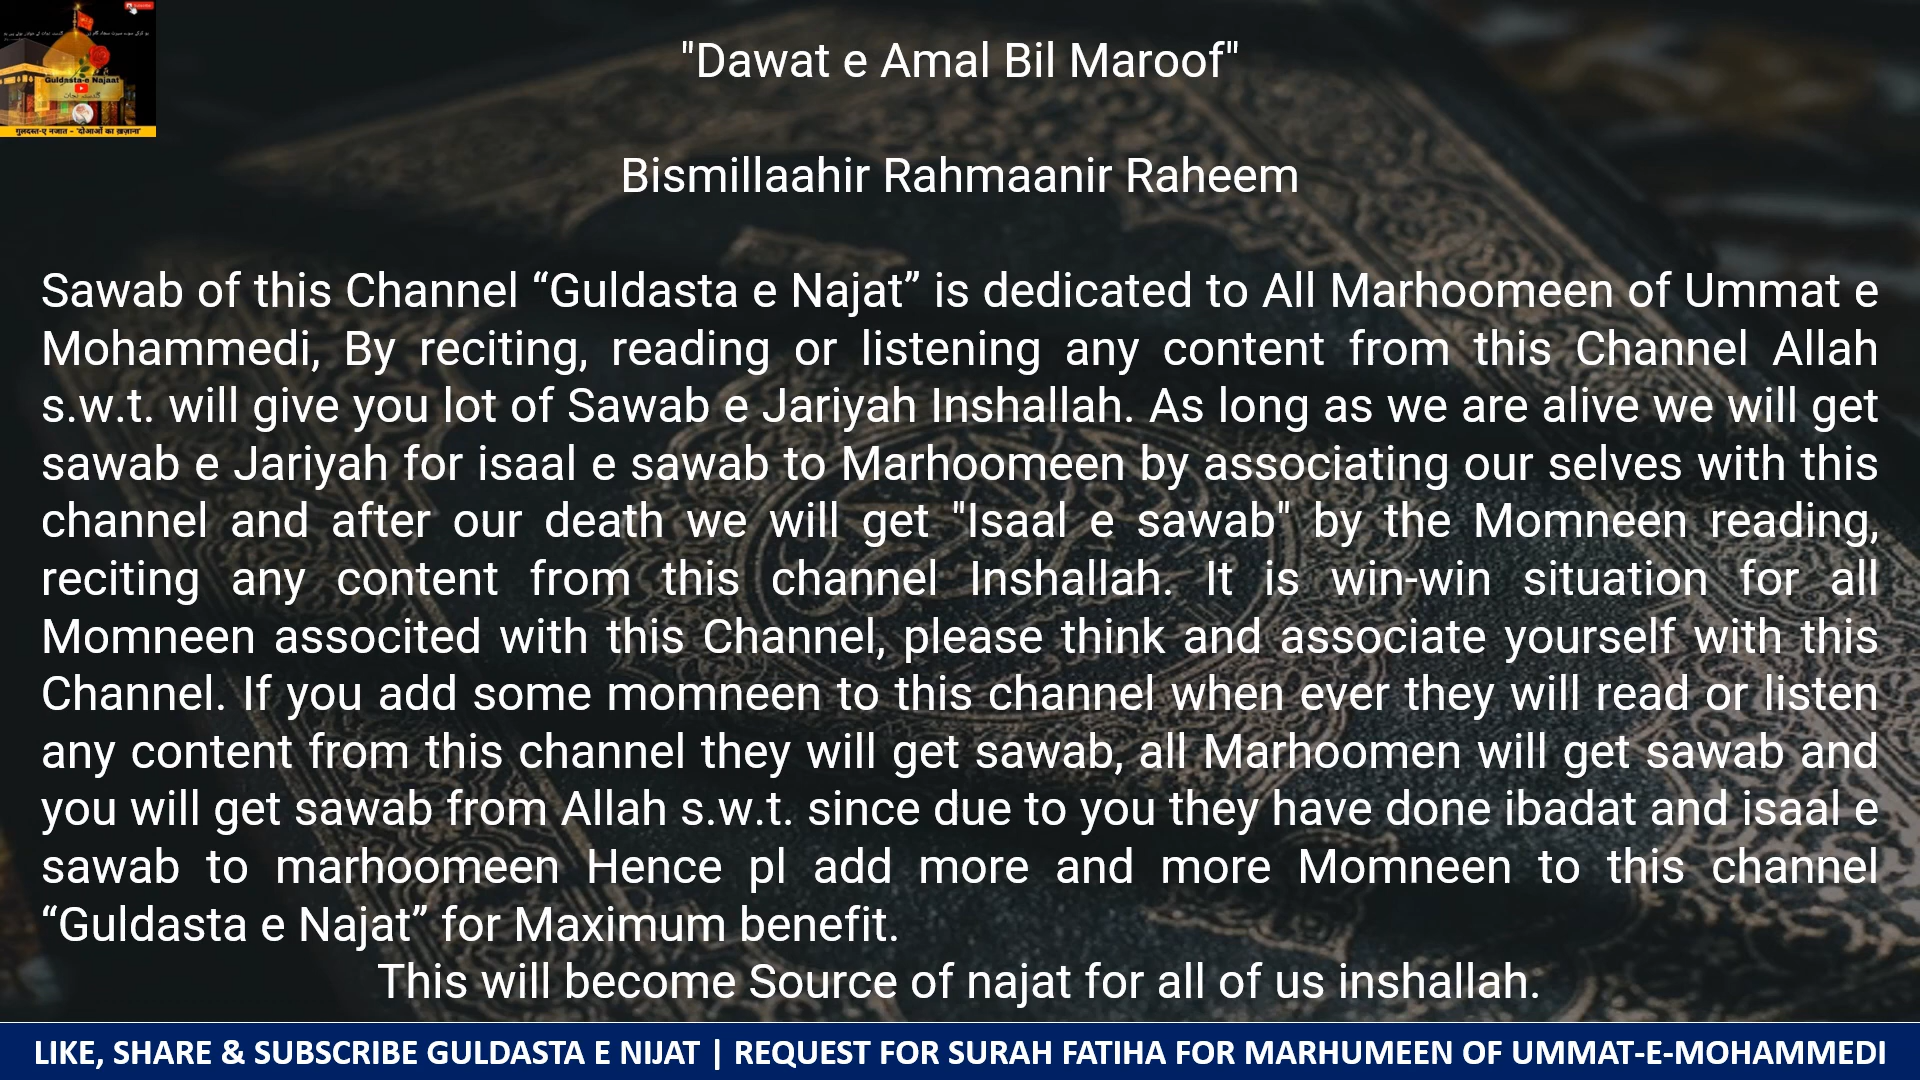 Guldasta-e Najaat
گلدستہ نجات
गुलदस्त-ए नजात - "दोआओं का ख़ज़ाना"
"Dawat e Amal Bil Maroof"
Bismillaahir Rahmaanir Raheem
Sawab of this Channel “Guldasta e Najat” is dedicated to All Marhoomeen of Ummat e
Mohammedi, By reciting, reading or listening any content from this Channel Allah
s.w.t. will give you lot of Sawab e Jariyah Inshallah. As long as we are alive we will get
sawab e Jariyah for isaal e sawab to Marhoomeen by associating our selves with this
channel and after our death we will get "Isaal e sawab" by the Momneen reading,
reciting any content from this channel Inshallah. It is win-win situation for all
Momneen associted with this Channel, please think and associate yourself with this
Channel. If you add some momneen to this channel when ever they will read or listen
any content from this channel they will get sawab, all Marhoomen will get sawab and
you will get sawab from Allah s.w.t. since due to you they have done ibadat and isaal e
sawab to marhoomeen Hence pl add more and more Momneen to this channel
“Guldasta e Najat” for Maximum benefit.
This will become Source of najat for all of us inshallah.
LIKE, SHARE & SUBSCRIBE GULDASTA E NIJAT | REQUEST FOR SURAH FATIHA FOR MARHUMEEN OF UMMAT-E-MOHAMMEDI